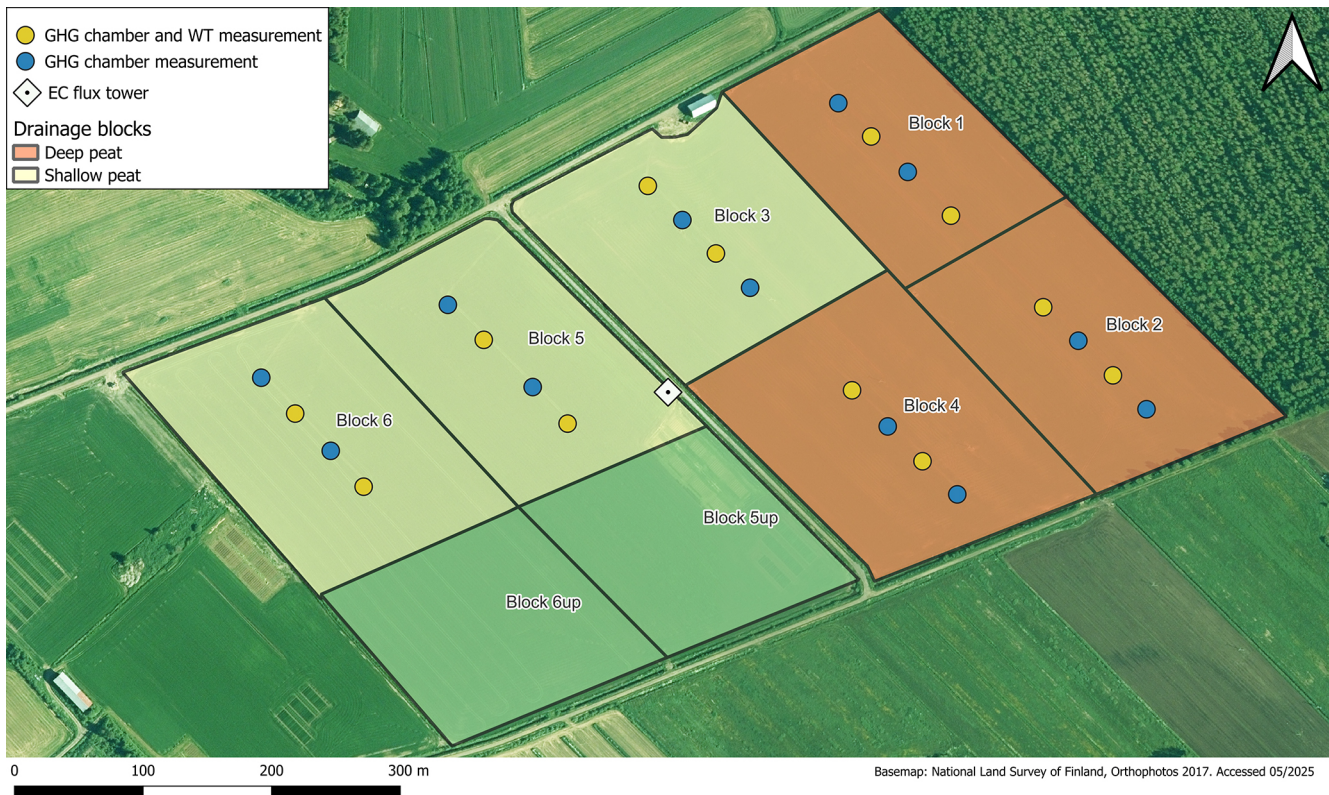 GHG chamber and WT measurement
GHG chamber measurement
EC flux tower
Drainage blocks
Deep peat
Shallow peat
Block 1
Block 3
Block 2
Block 5
Block 4
Block 6
Block 5up
Block 6up
0 100 200 300 m
Basemap: National Land Survey of Finland, Orthophotos 2017. Accessed 05/2025